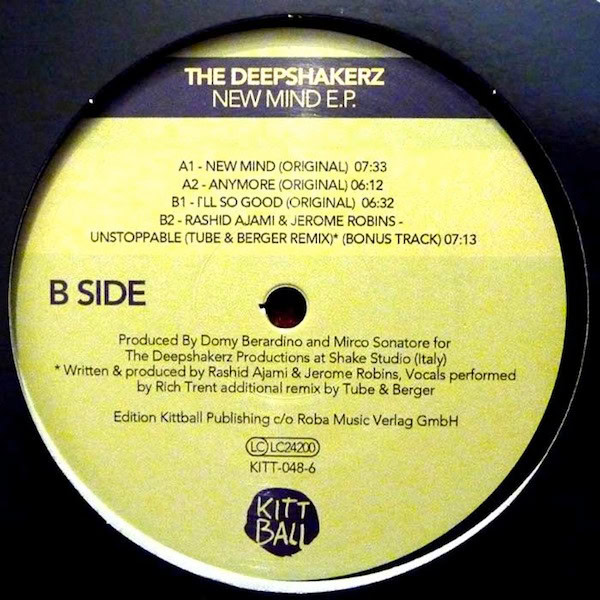 THE DEEPSHAKERZ
NEW MIND E.P.
A1 - NEW MIND (ORIGINAL) 07:33
A2 - ANYMORE (ORIGINAL) 06:12
B1 - I'LL SO GOOD (ORIGINAL) 06:32
B2 - RASHID AJAMI & JEROME ROBINS -
UNSTOPPABLE (TUBE & BERGER REMIX)* (BONUS TRACK) 07:13
B SIDE
Produced By Domy Berardino and Mirco Sonatore for
The Deepshakerz Productions at Shake Studio (Italy)
* Written & produced by Rashid Ajami & Jerome Robins, Vocals performed
by Rich Trent additional remix by Tube & Berger
Edition Kittball Publishing c/o Roba Music Verlag GmbH
LC LC24200
KITT-048-6
KITT
BALL